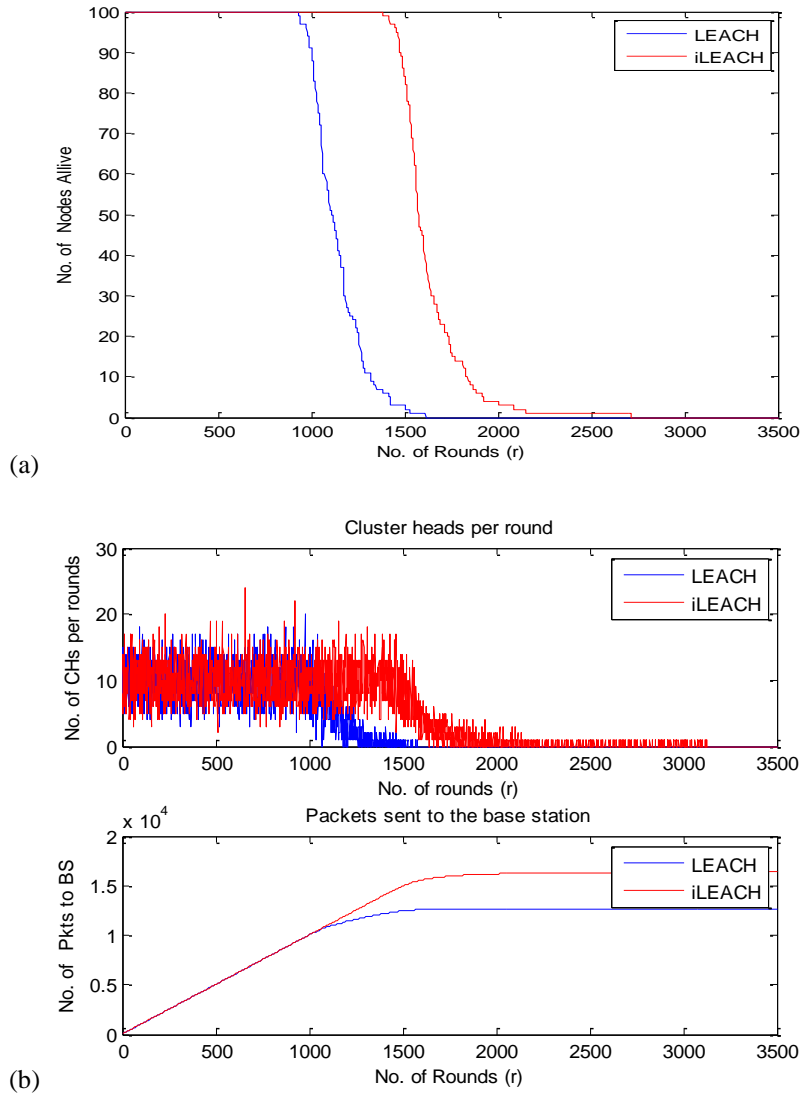 100
90
80
70
60
50
40
30
20
10
0
No. of Nodes Allive
LEACH
iLEACH
0 500 1000 1500 2000 2500 3000 3500
No. of Rounds (r)
(a)
Cluster heads per round
30
20
10
0
No. of CHs per rounds
LEACH
iLEACH
0 500 1000 1500 2000 2500 3000 3500
No. of rounds (r)
Packets sent to the base station
x 10^4
2
1.5
1
0.5
0
No. of Pkts to BS
LEACH
iLEACH
0 500 1000 1500 2000 2500 3000 3500
No. of Rounds (r)
(b)